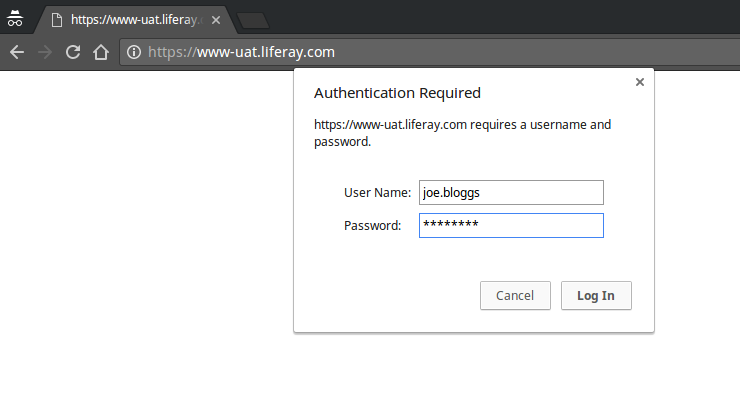 https://www-uat.liferay.c
https://www-uat.liferay.com
Authentication Required
https://www-uat.liferay.com requires a username and
password.
User Name: joe.bloggs
Password: ********
Cancel Log In